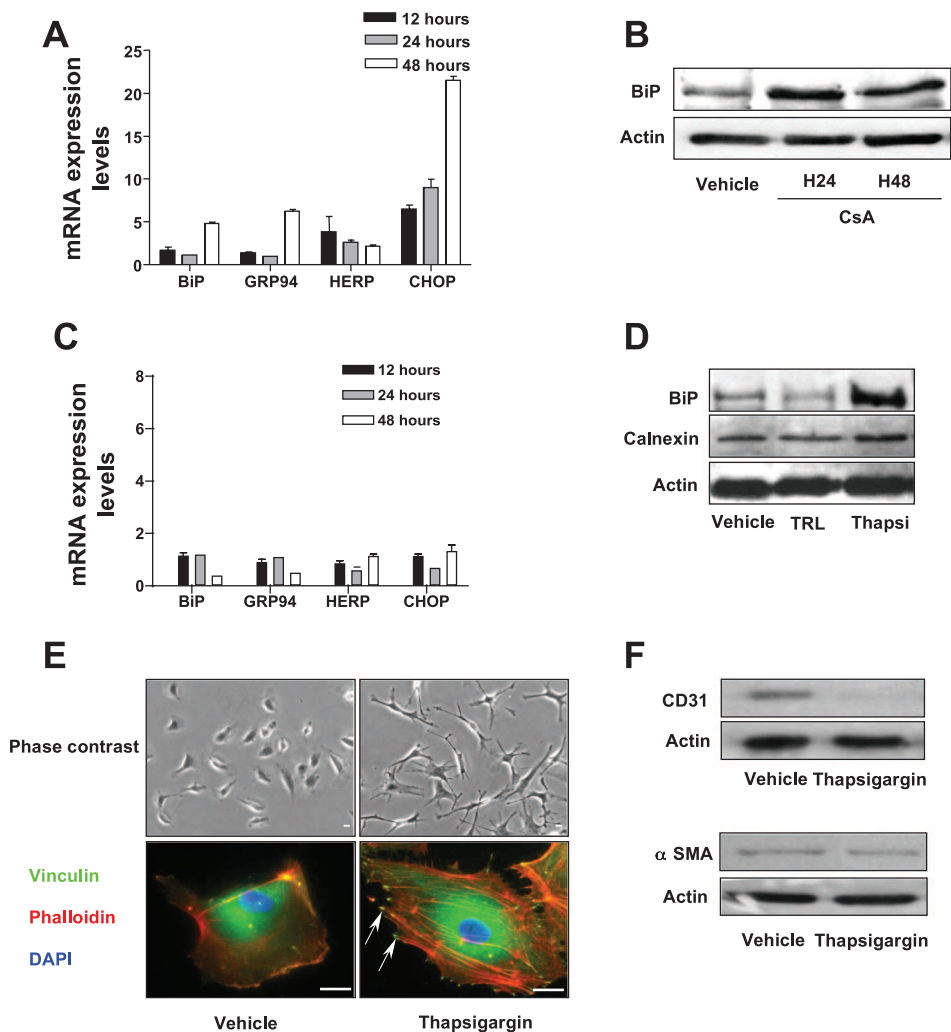 A
12 hours
24 hours
48 hours
mRNA expression
levels
25
20
15
10
5
0
BiP GRP94 HERP CHOP
B
BiP
Actin
Vehicle H24 H48
CsA
C
12 hours
24 hours
48 hours
mRNA expression
levels
8
6
4
2
0
BiP GRP94 HERP CHOP
D
BiP
Calnexin
Actin
Vehicle TRL Thapsi
E
Phase contrast
Vinculin
Phalloidin
DAPI
Vehicle Thapsigargin
F
CD31
Actin
Vehicle Thapsigargin
α SMA
Actin
Vehicle Thapsigargin